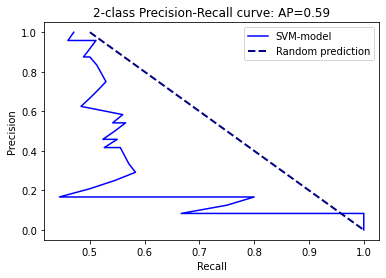 2-class Precision-Recall curve: AP=0.59
SVM-model
Random prediction
Precision
1.0
0.8
0.6
0.4
0.2
0.0
0.5
0.6
0.7
0.8
0.9
1.0
Recall